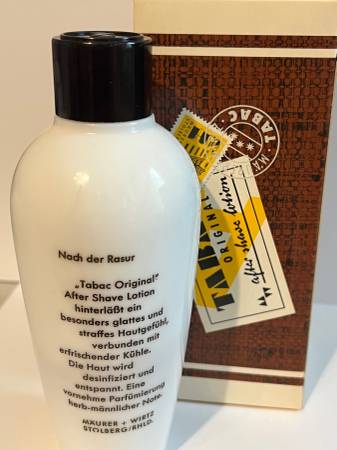 Nach der Rasur
„Tabac Original“
After Shave Lotion
hinterläßt ein
besonders glattes und
straffes Hautgefühl,
verbunden mit
erfrischender Kühle.
Die Haut wird
desinfiziert und
entspannt. Eine
vornehme Parfümierung
herb-männlicher Note.
MÄURER + WIRTZ
STOLBERG/RHLD.
TABAC
ORIGINAL
after shave lotion
TABAC